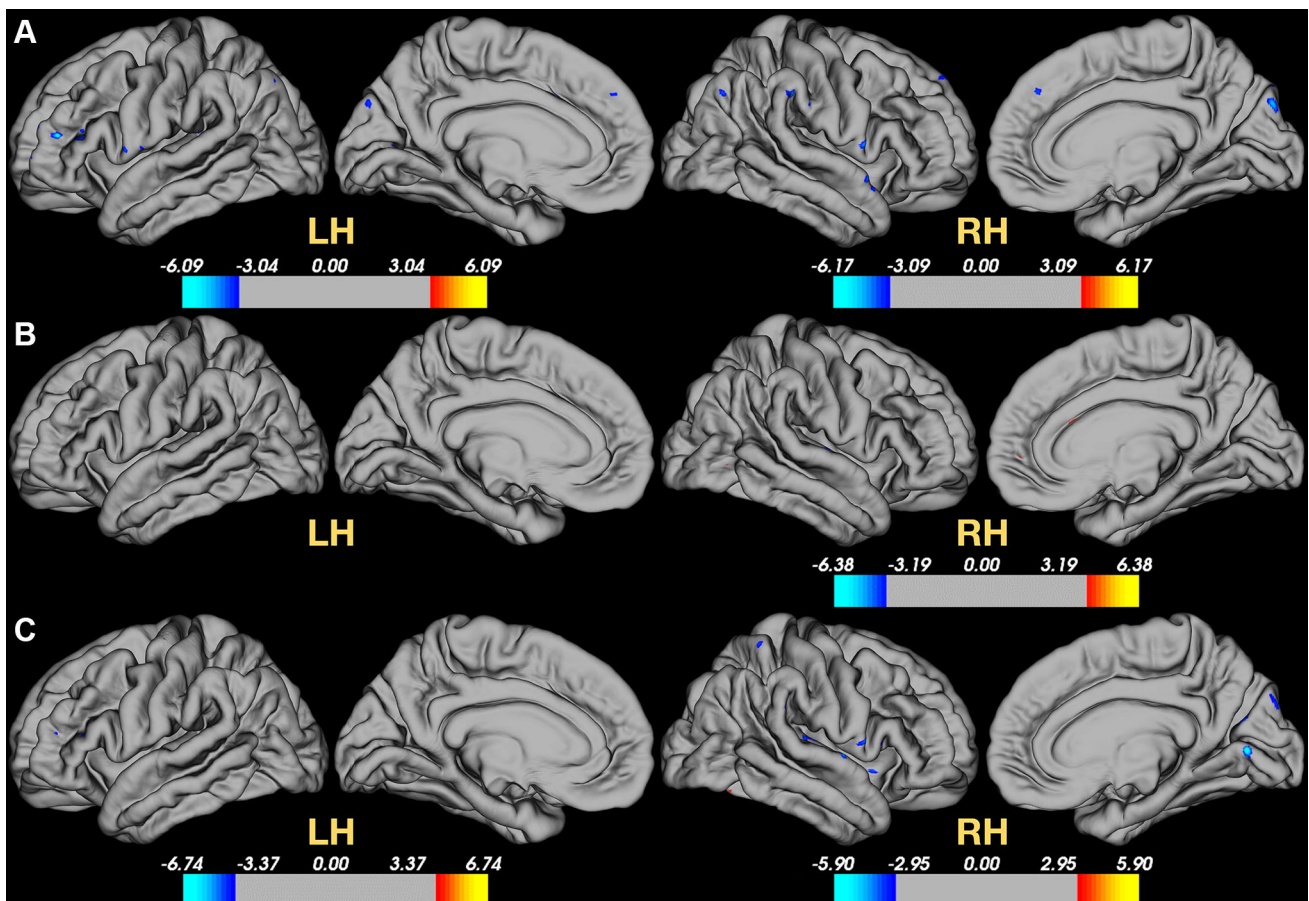 A
LH RH
-6.09 -3.04 0.00 3.04 6.09 -6.17 -3.09 0.00 3.09 6.17
B
LH RH
-6.38 -3.19 0.00 3.19 6.38
C
LH RH
-6.74 -3.37 0.00 3.37 6.74 -5.90 -2.95 0.00 2.95 5.90